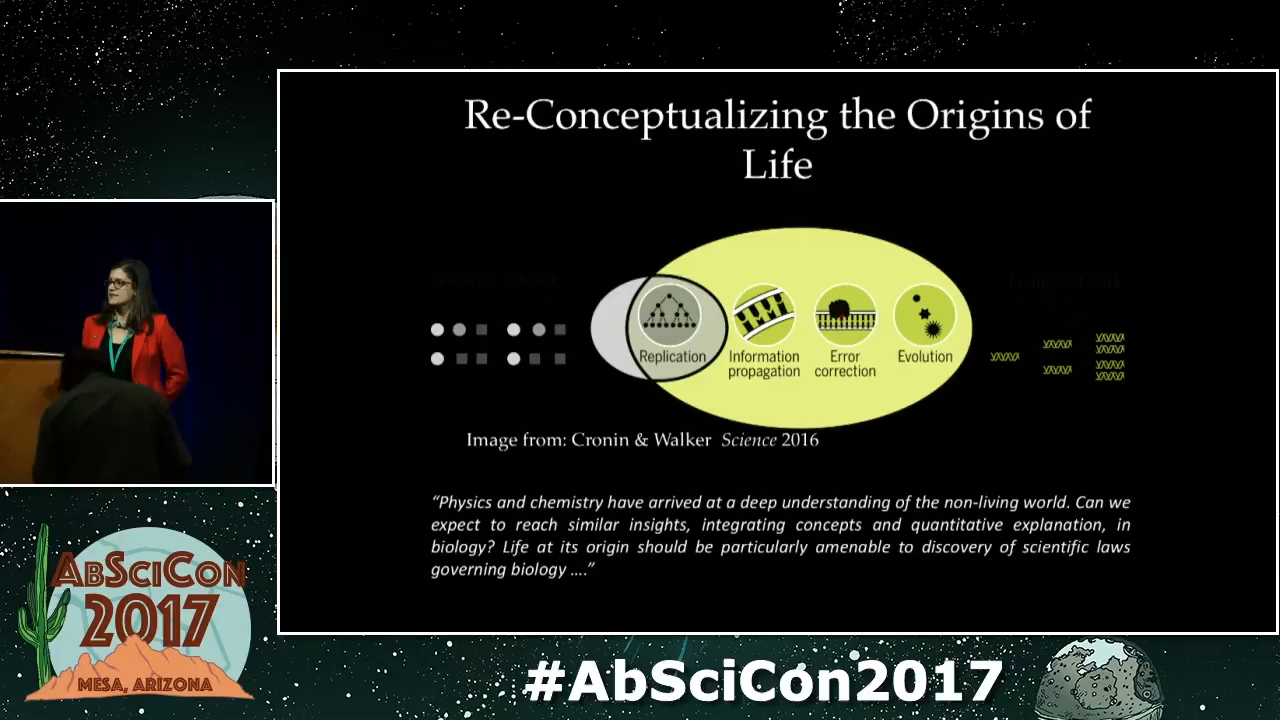 Re-Conceptualizing the Origins of
Life
Replication
Information
propagation
Error
correction
Evolution
Image from: Cronin & Walker Science 2016
“Physics and chemistry have arrived at a deep understanding of the non-living world. Can we
expect to reach similar insights, integrating concepts and quantitative explanation, in
biology? Life at its origin should be particularly amenable to discovery of scientific laws
governing biology ....”
ABSCICON
2017
MESA, ARIZONA
#AbSciCon2017